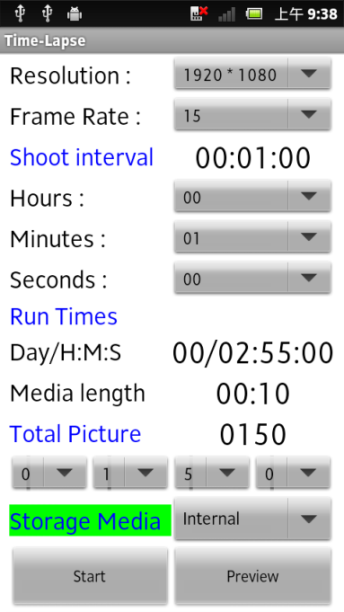 上午 9:38
Time-Lapse
Resolution : 1920 * 1080
Frame Rate : 15
Shoot interval 00:01:00
Hours : 00
Minutes : 01
Seconds : 00
Run Times
Day/H:M:S 00/02:55:00
Media length 00:10
Total Picture 0150
0 1 5 0
Storage Media Internal
Start Preview